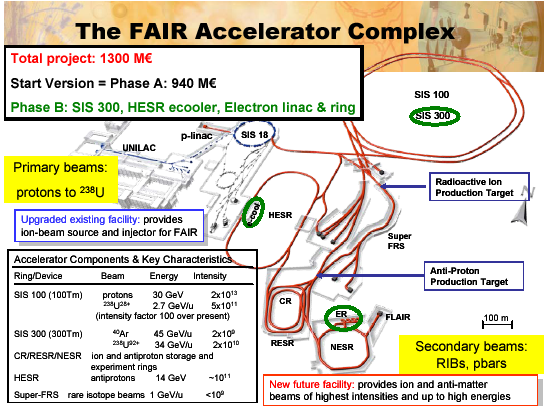 The FAIR Accelerator Complex
Total project: 1300 M€
Start Version = Phase A: 940 M€
Phase B: SIS 300, HESR ecooler, Electron linac & ring
SIS 100
SIS 300
p-linac
SIS 18
UNILAC
Primary beams:
protons to ²³⁸U
Radioactive Ion
Production Target
Upgraded existing facility: provides
ion-beam source and injector for FAIR
e-cool
HESR
Super
FRS
Anti-Proton
Production Target
Accelerator Components & Key Characteristics
Ring/Device Beam Energy Intensity
SIS 100 (100Tm) protons 30 GeV 2x10¹³
²³⁸U²⁸⁺ 2.7 GeV/u 5x10¹¹
(intensity factor 100 over present)
SIS 300 (300Tm) ⁴⁰Ar 45 GeV/u 2x10⁹
²³⁸U⁹²⁺ 34 GeV/u 2x10¹⁰
CR/RESR/NESR ion and antiproton storage and
experiment rings
HESR antiprotons 14 GeV ~10¹¹
Super-FRS rare isotope beams 1 GeV/u <10⁹
CR
RESR
ER
FLAIR
NESR
100 m
Secondary beams:
RIBs, pbars
New future facility: provides ion and anti-matter
beams of highest intensities and up to high energies